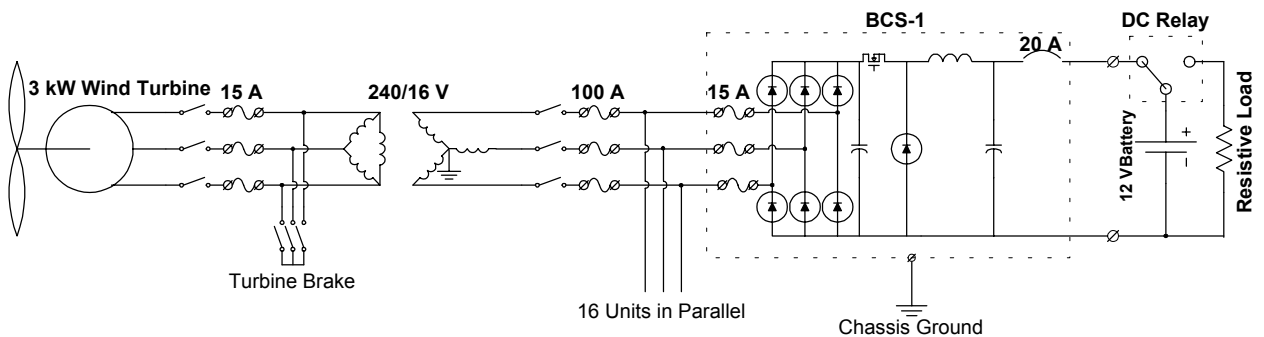 BCS-1
DC Relay
20 A
3 kW Wind Turbine
15 A
240/16 V
100 A
15 A
12 VBattery
+
Resistive Load
Turbine Brake
16 Units in Parallel
Chassis Ground